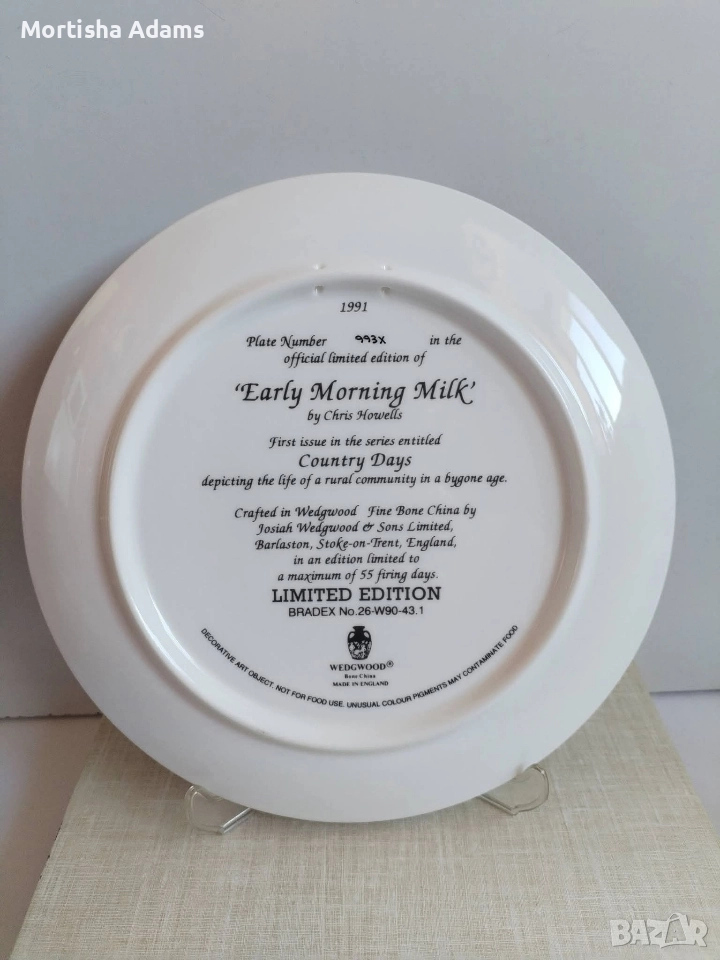 Mortisha Adams
1991
Plate Number 993X in the
official limited edition of
'Early Morning Milk'
by Chris Howells
First issue in the series entitled
Country Days
depicting the life of a rural community in a bygone age.
Crafted in Wedgwood Fine Bone China by
Josiah Wedgwood & Sons Limited,
Barlaston, Stoke-on-Trent, England,
in an edition limited to
a maximum of 55 firing days.
LIMITED EDITION
BRADEX No.26-W90-43.1
WEDGWOOD®
Bone China
MADE IN ENGLAND
DECORATIVE ART OBJECT. NOT FOR FOOD USE. UNUSUAL COLOUR PIGMENTS MAY CONTAMINATE FOOD
BAZAR